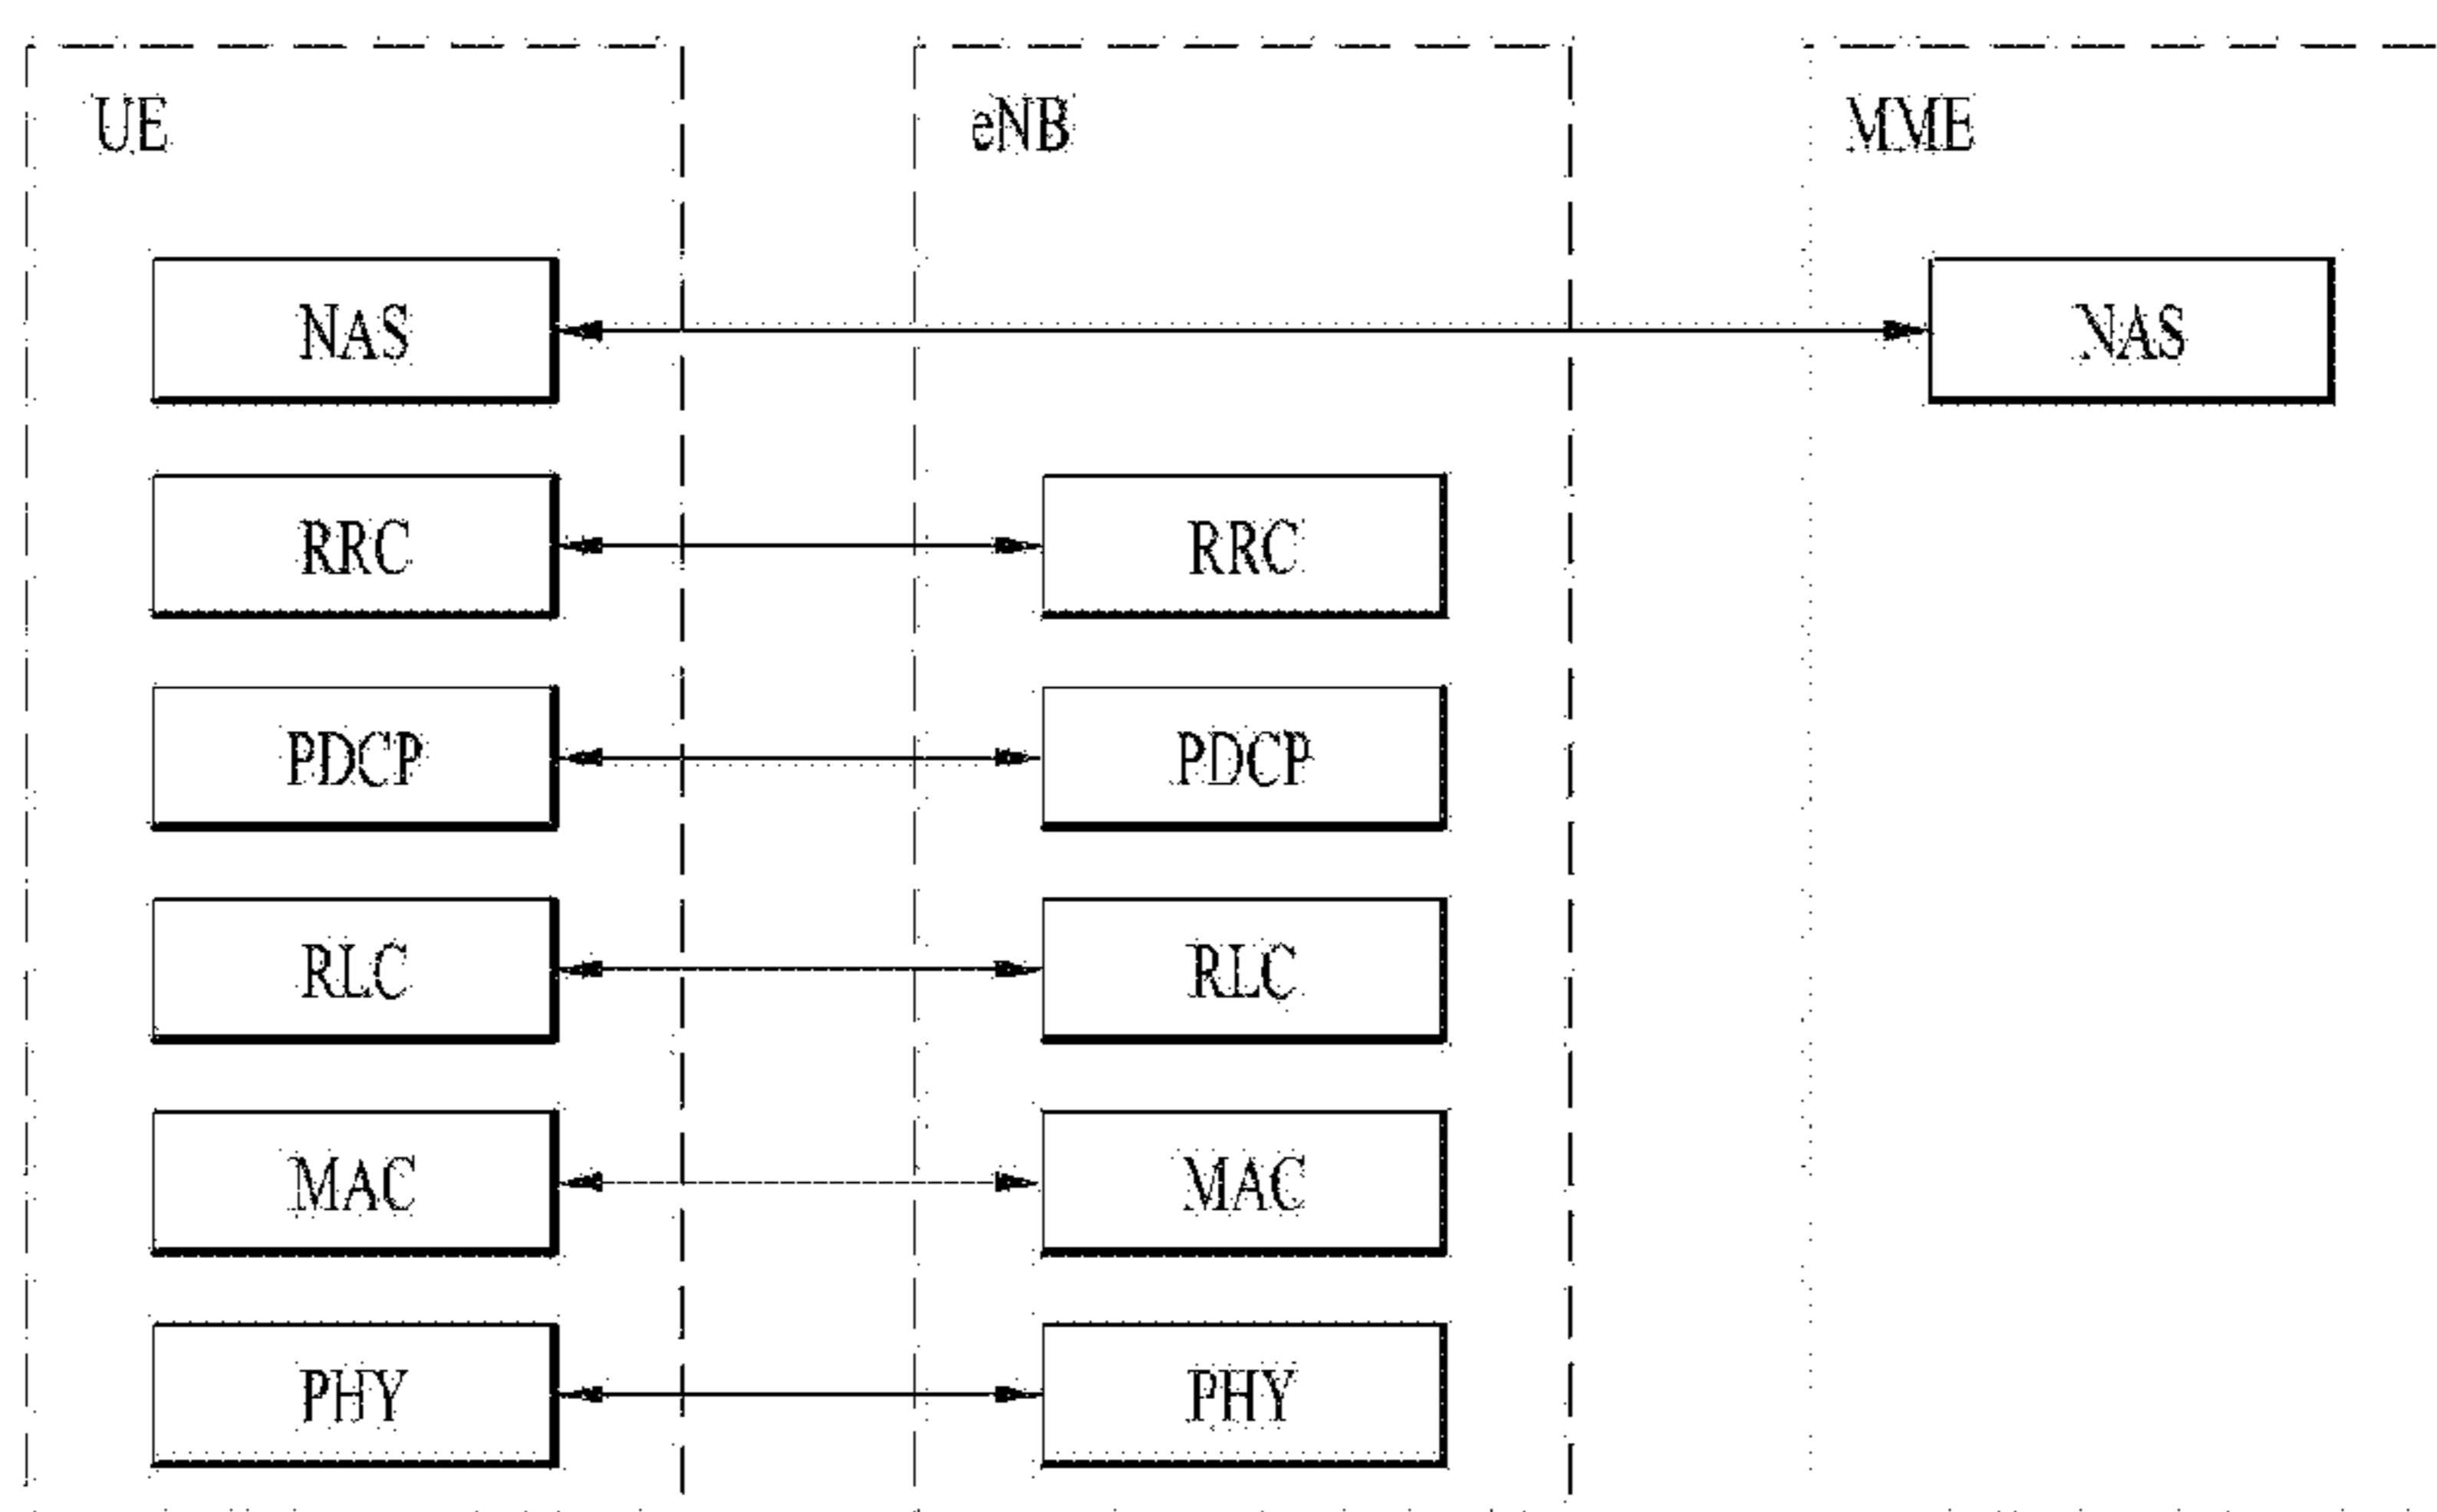 UE eNB MME
NAS NAS
RRC RRC
PDCP PDCP
RLC RLC
MAC MAC
PHY PHY